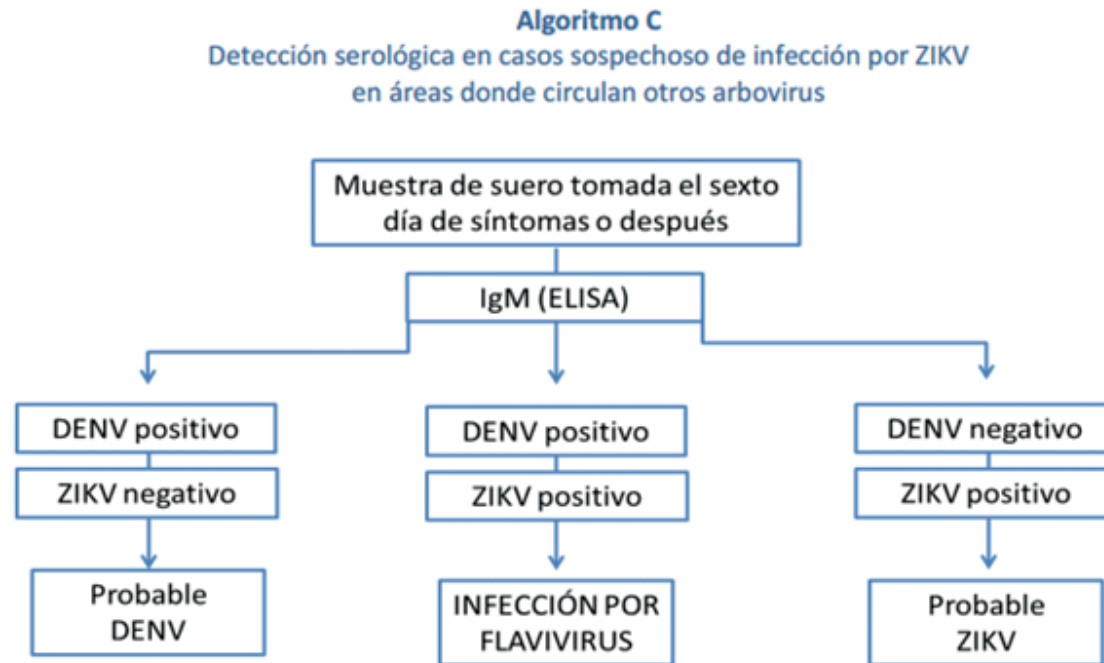 Algoritmo C
Detección serológica en casos sospechoso de infección por ZIKV
en áreas donde circulan otros arbovirus
Muestra de suero tomada el sexto
día de síntomas o después
IgM (ELISA)
DENV positivo
ZIKV negativo
Probable
DENV
DENV positivo
ZIKV positivo
INFECCIÓN POR
FLAVIVIRUS
DENV negativo
ZIKV positivo
Probable
ZIKV